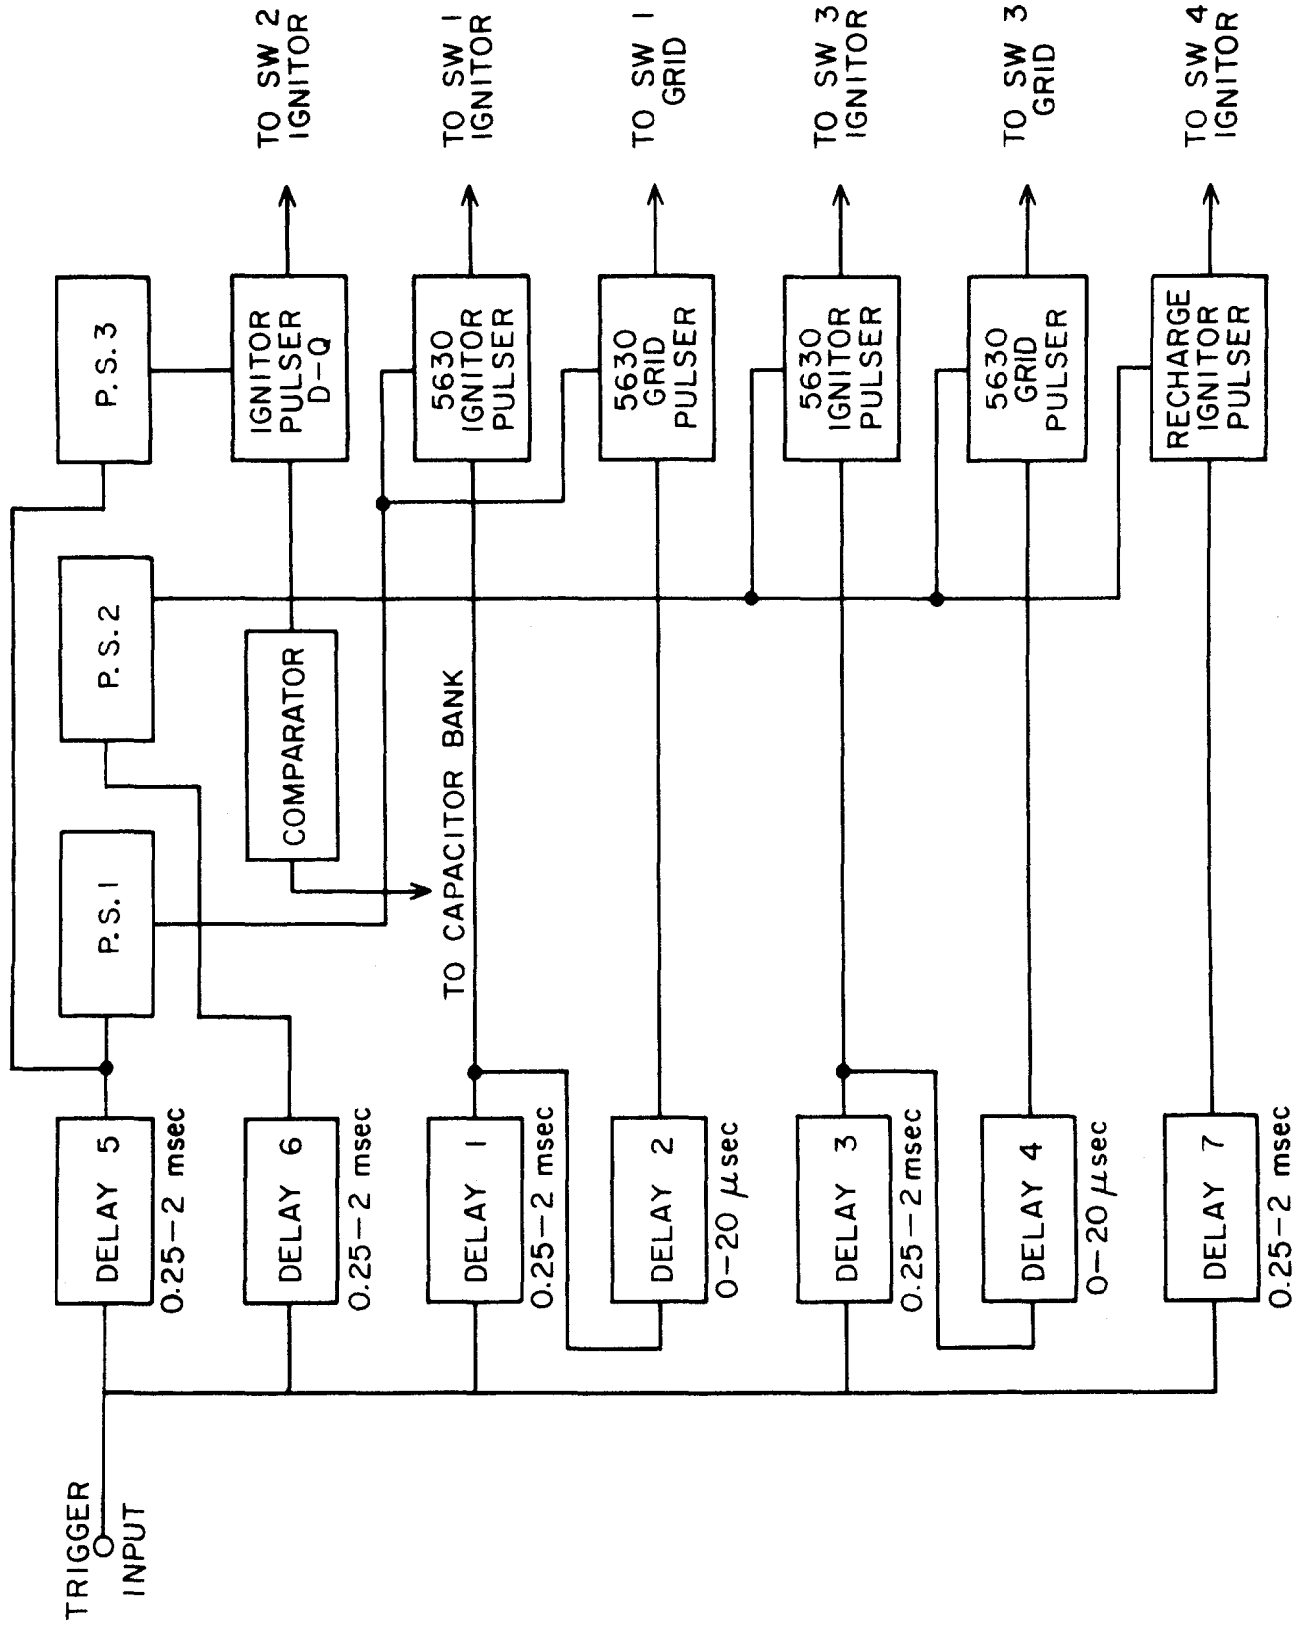 TRIGGER
INPUT
DELAY 5
0.25–2 msec
P.S.1
P.S.2
P.S.3
DELAY 6
0.25–2 msec
COMPARATOR
IGNITOR
PULSER
D–Q
TO SW 2
IGNITOR
TO CAPACITOR BANK
DELAY 1
0.25–2 msec
5630
IGNITOR
PULSER
TO SW 1
IGNITOR
DELAY 2
0–20 μsec
5630
GRID
PULSER
TO SW 1
GRID
DELAY 3
0.25–2 msec
5630
IGNITOR
PULSER
TO SW 3
IGNITOR
DELAY 4
0–20 μsec
5630
GRID
PULSER
TO SW 3
GRID
DELAY 7
0.25–2 msec
RECHARGE
IGNITOR
PULSER
TO SW 4
IGNITOR